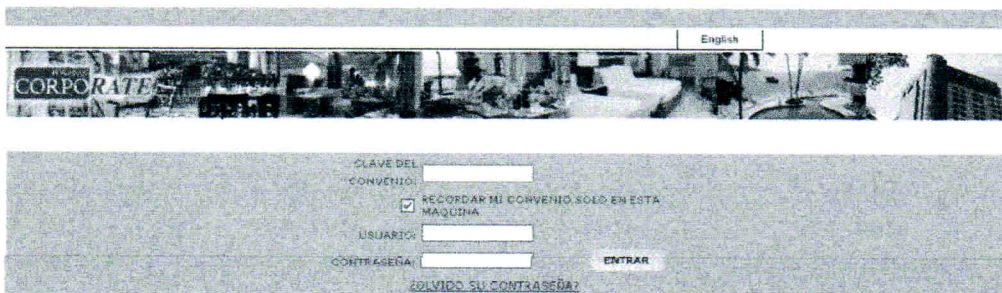 English
CORPORATE
CLAVE DEL
CONVENIO:
RECORDAR MI CONVENIO SOLO EN ESTA
MAQUINA
USUARIO:
CONTRASEÑA:
ENTRAR
¿OLVIDO SU CONTRASEÑA?